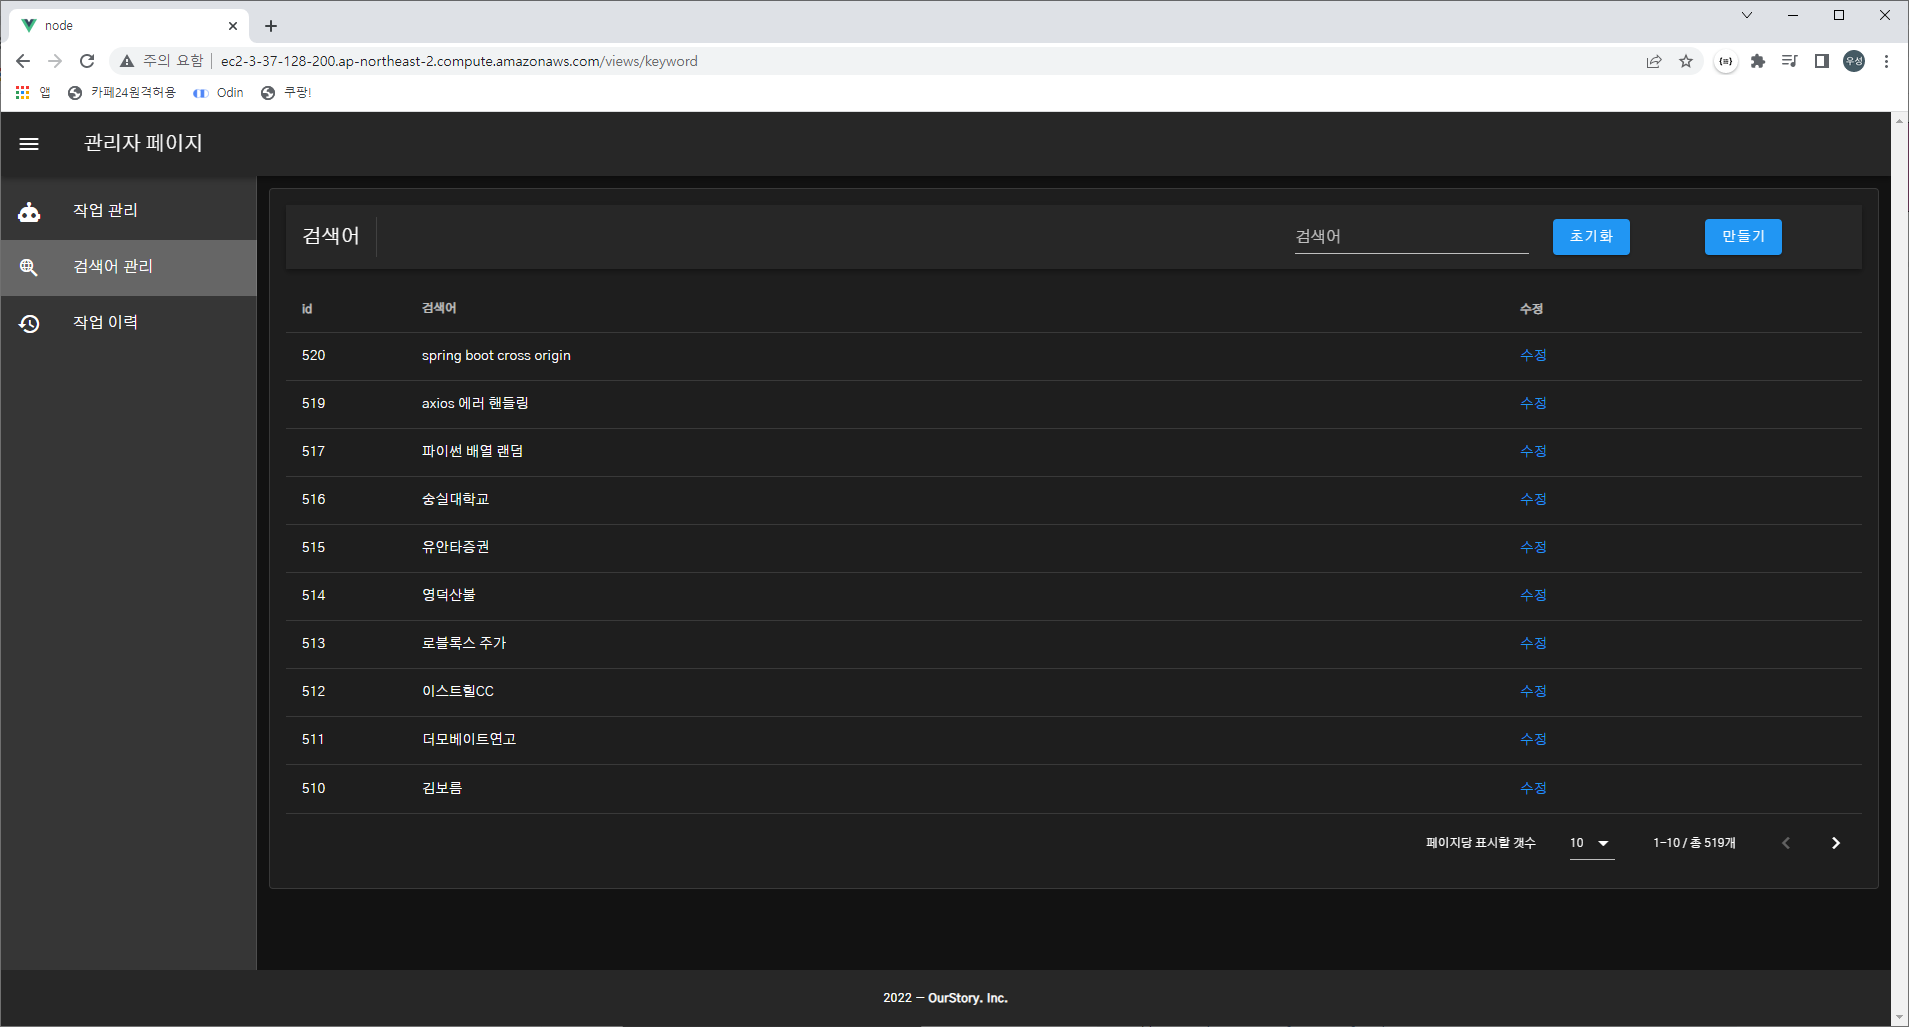 node
주의 요함 ec2-3-37-128-200.ap-northeast-2.compute.amazonaws.com/views/keyword
우성
앱 카페24원격허용 Odin 쿠팡!
관리자 페이지
작업 관리
검색어 관리
작업 이력
검색어 검색어 초기화 만들기
id 검색어 수정
520 spring boot cross origin 수정
519 axios 에러 핸들링 수정
517 파이썬 배열 랜덤 수정
516 숭실대학교 수정
515 유안타증권 수정
514 영덕산불 수정
513 로블록스 주가 수정
512 이스트힐CC 수정
511 더모베이트연고 수정
510 김보름 수정
페이지당 표시할 갯수 10 1-10 / 총 519개
2022 — OurStory. Inc.